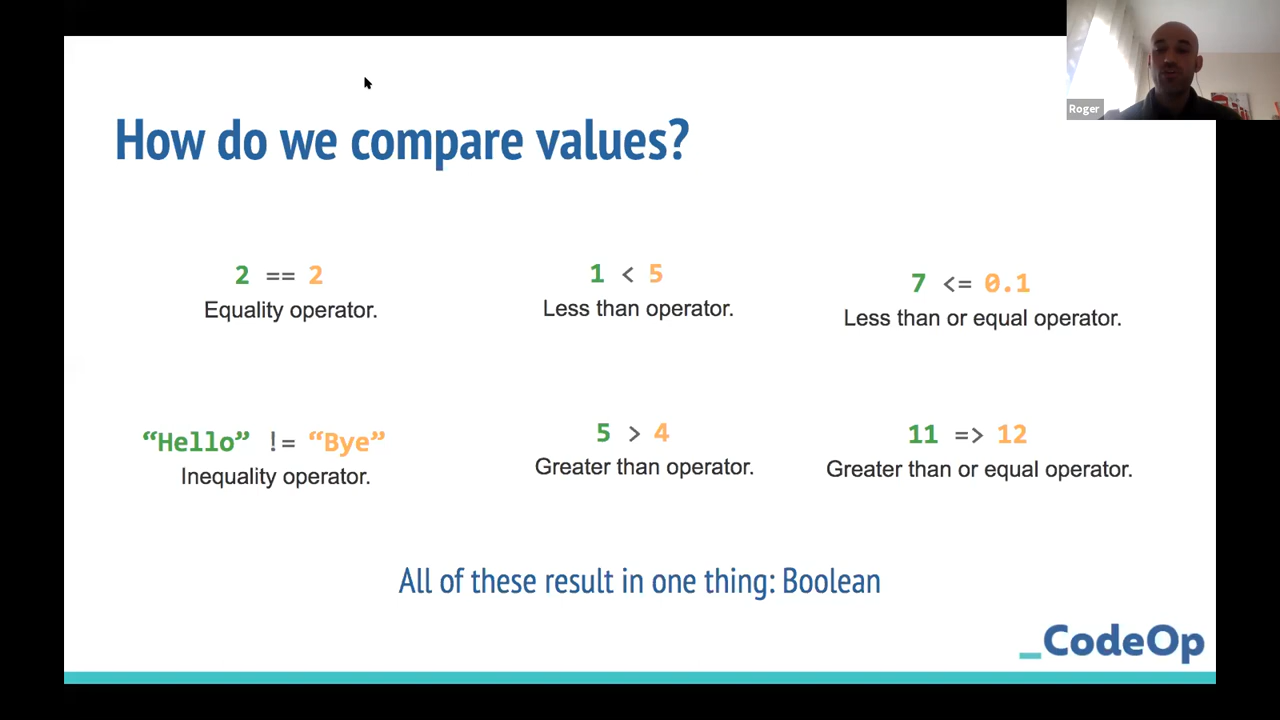 Roger
How do we compare values?
2 == 2
Equality operator.
1 < 5
Less than operator.
7 <= 0.1
Less than or equal operator.
“Hello” != “Bye”
Inequality operator.
5 > 4
Greater than operator.
11 => 12
Greater than or equal operator.
All of these result in one thing: Boolean
_CodeOp